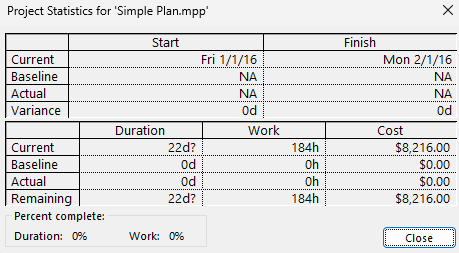 Project Statistics for 'Simple Plan.mpp'
Start Finish
Current Fri 1/1/16 Mon 2/1/16
Baseline NA NA
Actual NA NA
Variance 0d 0d
Duration Work Cost
Current 22d? 184h $8,216.00
Baseline 0d 0h $0.00
Actual 0d 0h $0.00
Remaining 22d? 184h $8,216.00
Percent complete:
Duration: 0% Work: 0%
Close